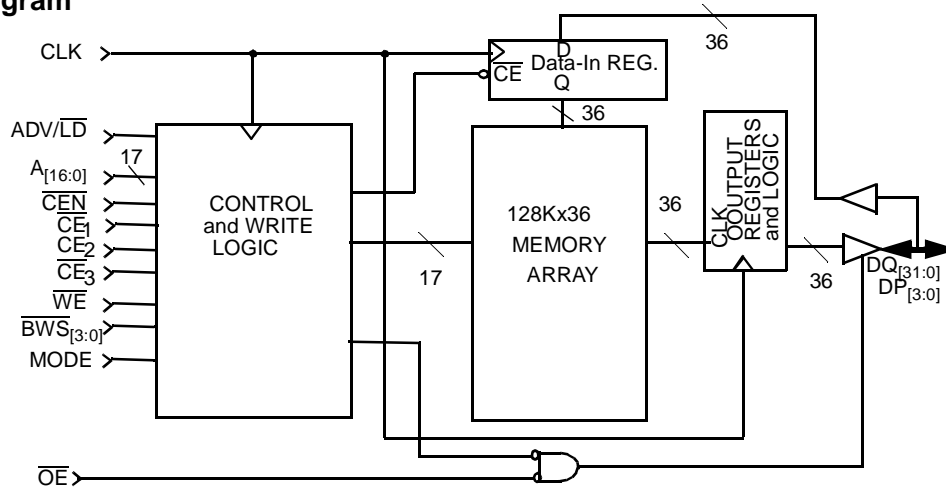 gram
36
CLK
D
CE Data-In REG.
Q
36
ADV/LD
17
A[16:0]
CEN
CE1
CE2
CE3
WE
BWS[3:0]
MODE
CONTROL
and WRITE
LOGIC
17
128Kx36
MEMORY
ARRAY
36
CLK
OOUTPUT
REGISTERS
and LOGIC
36
DQ[31:0]
DP[3:0]
OE